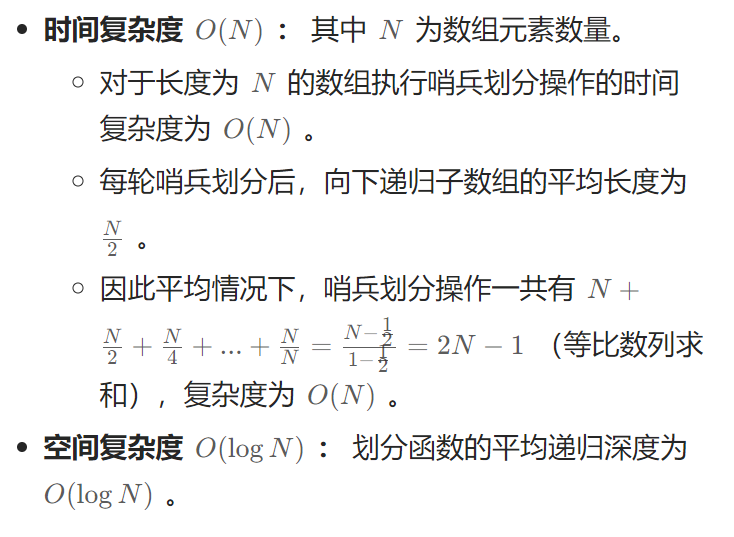 • 时间复杂度 O(N) ： 其中 N 为数组元素数量。
○ 对于长度为 N 的数组执行哨兵划分操作的时间
复杂度为 O(N) 。
○ 每轮哨兵划分后，向下递归子数组的平均长度为
\frac{N}{2} 。
○ 因此平均情况下，哨兵划分操作一共有 N +
\frac{N}{2} + \frac{N}{4} + ... + \frac{N}{N} = \frac{N-\frac{1}{2}}{1-\frac{1}{2}} = 2N − 1 （等比数列求
和），复杂度为 O(N) 。
• 空间复杂度 O(log N) ： 划分函数的平均递归深度为
O(log N) 。